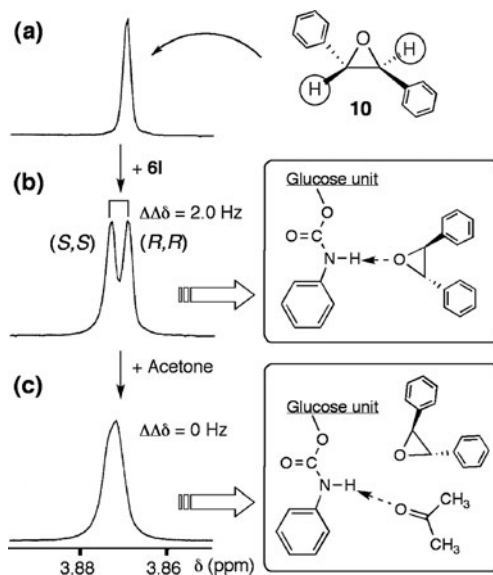 (a)
O
H
H
10
+ 6l
(b)
ΔΔδ = 2.0 Hz
(S,S)
(R,R)
Glucose unit
O
O=C
N–H
O
+ Acetone
(c)
ΔΔδ = 0 Hz
Glucose unit
O
O=C
N–H
O
O
CH3
CH3
3.88
3.86
δ (ppm)